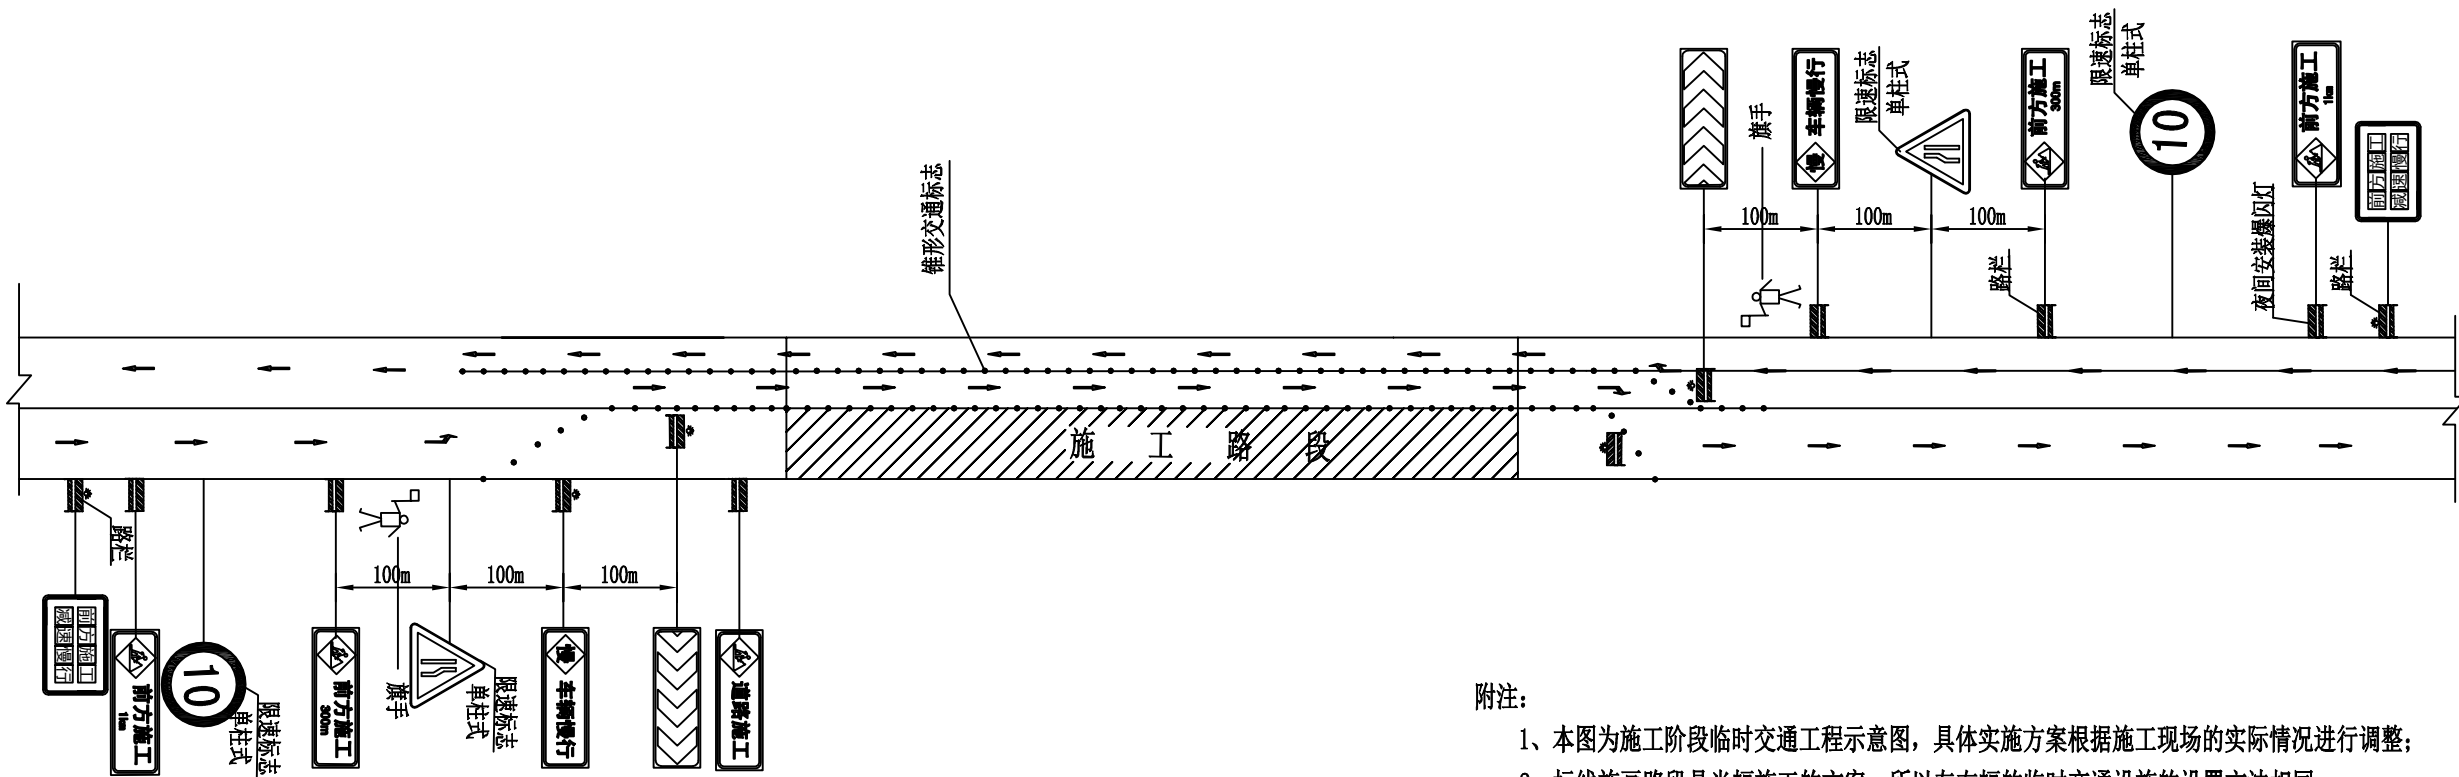 限速标志
单柱式
前方施工
1km
前方施工
减速慢行
夜间安装爆闪灯
路栏
10
前方施工
300m
路栏
限速标志
单柱式
慢 车辆慢行
旗手
100m
100m
100m
锥形交通标志
施工路段
路栏
前方施工
减速慢行
前方施工
1km
10
限速标志
单柱式
前方施工
300m
旗手
100m
100m
100m
限速标志
单柱式
慢 车辆慢行
道路施工
附注：
1、本图为施工阶段临时交通工程示意图，具体实施方案根据施工现场的实际情况进行调整；